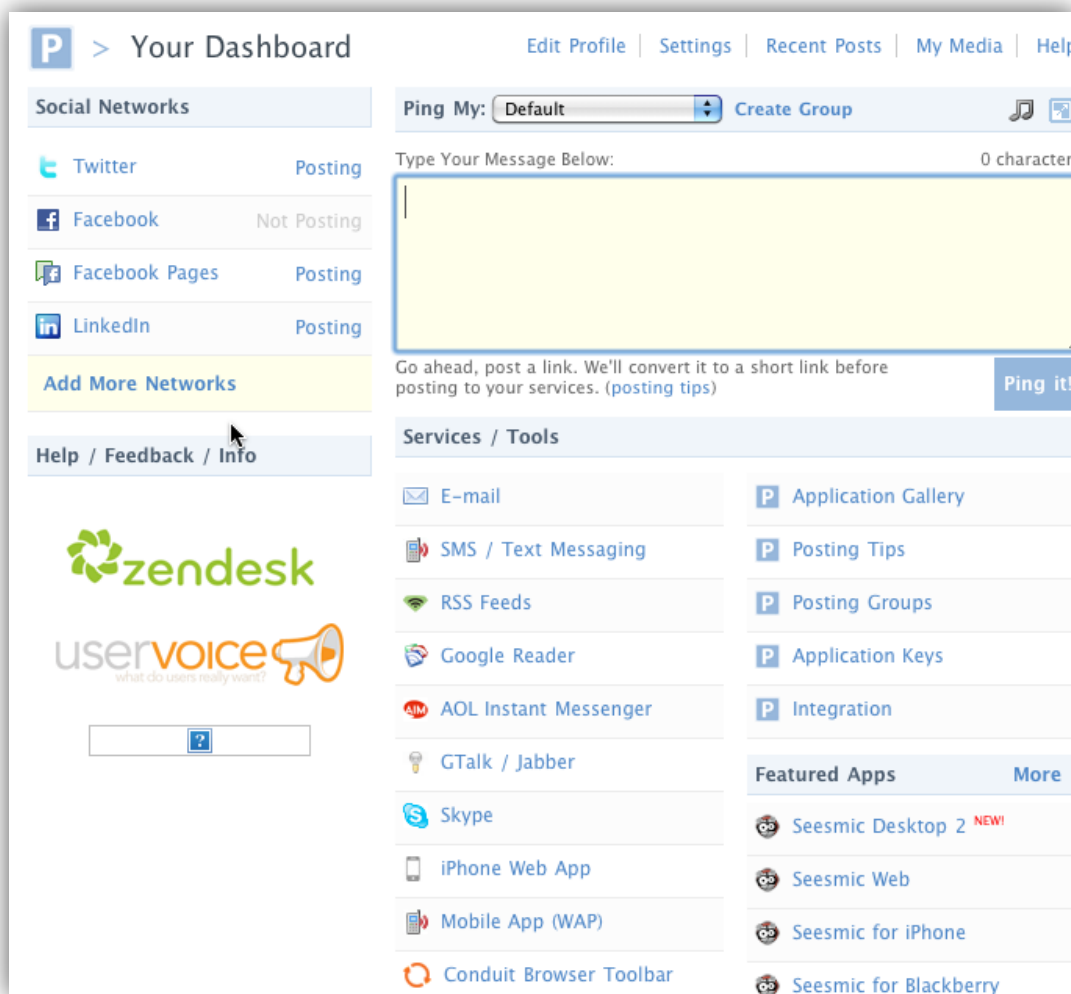 P > Your Dashboard
Edit Profile | Settings | Recent Posts | My Media | Help
Social Networks
Twitter Posting
Facebook Not Posting
Facebook Pages Posting
LinkedIn Posting
Add More Networks
Help / Feedback / Info
zendesk
uservoice
what do users really want?
Ping My: Default Create Group
Type Your Message Below: 0 character
Go ahead, post a link. We'll convert it to a short link before
posting to your services. (posting tips)
Ping it!
Services / Tools
E-mail
SMS / Text Messaging
RSS Feeds
Google Reader
AIM AOL Instant Messenger
GTalk / Jabber
Skype
iPhone Web App
Mobile App (WAP)
Conduit Browser Toolbar
P Application Gallery
P Posting Tips
P Posting Groups
P Application Keys
P Integration
Featured Apps More
Seesmic Desktop 2 NEW!
Seesmic Web
Seesmic for iPhone
Seesmic for Blackberry